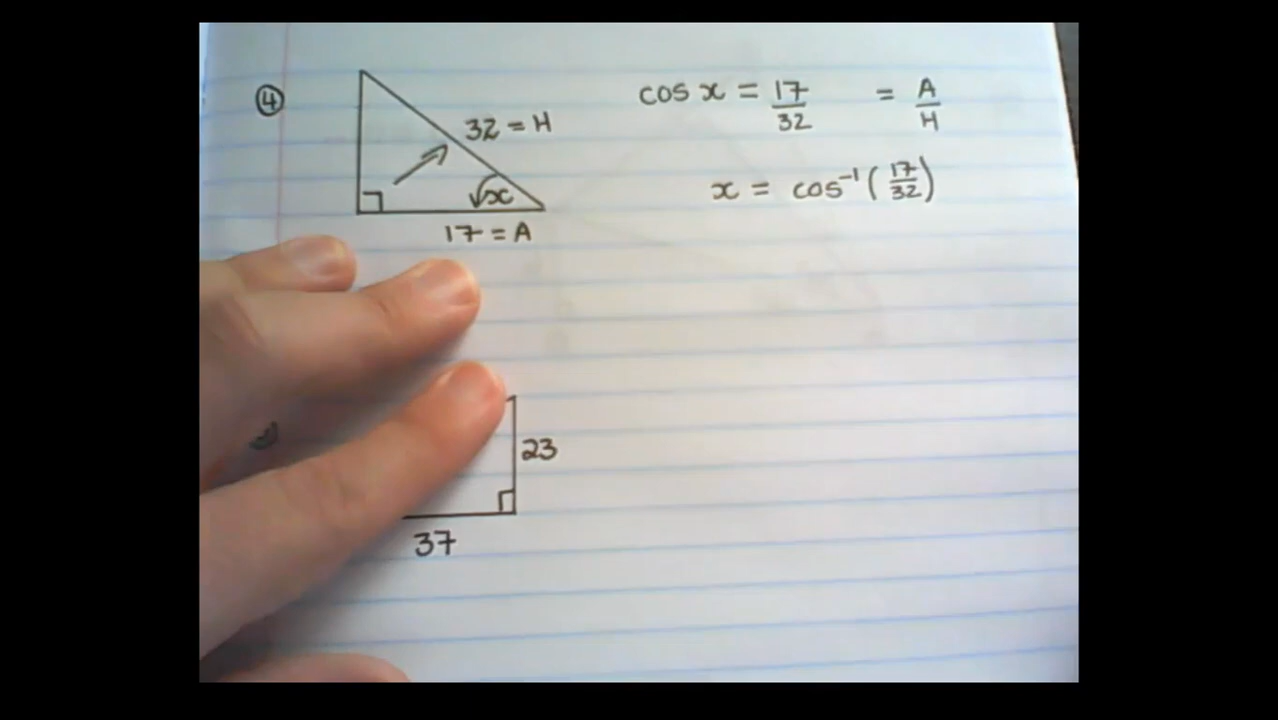 ④
32 = H
x
17 = A
cos x = 17/32 = A/H
x = cos⁻¹(17/32)
23
37